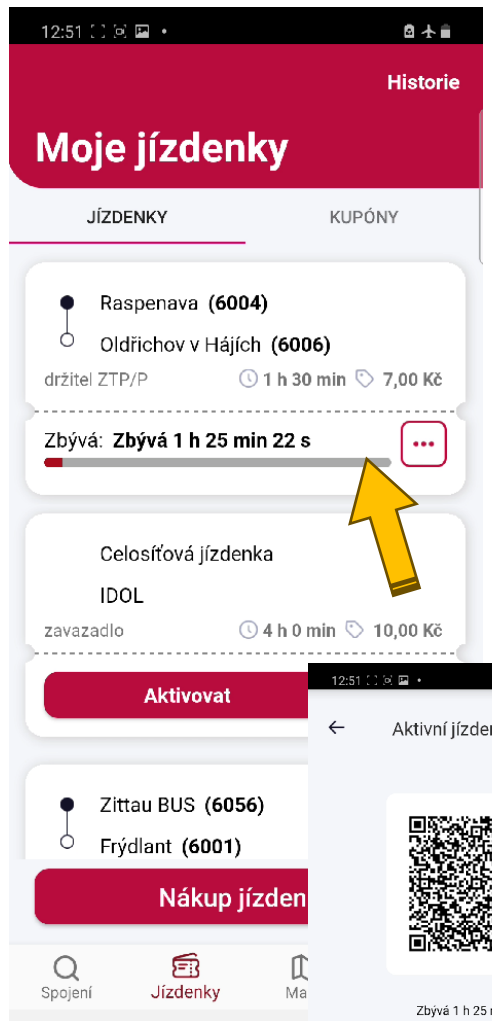 12:51
Historie
Moje jízdenky
JÍZDENKY KUPÓNY
Raspenava (6004)
Oldřichov v Hájích (6006)
držitel ZTP/P 1 h 30 min 7,00 Kč
Zbývá: Zbývá 1 h 25 min 22 s
Celosíťová jízdenka
IDOL
zavazadlo 4 h 0 min 10,00 Kč
Aktivovat
Zittau BUS (6056)
Frýdlant (6001)
Nákup jízden
Spojení Jízdenky Ma
12:51
Aktivní jízden
Zbývá 1 h 25 m